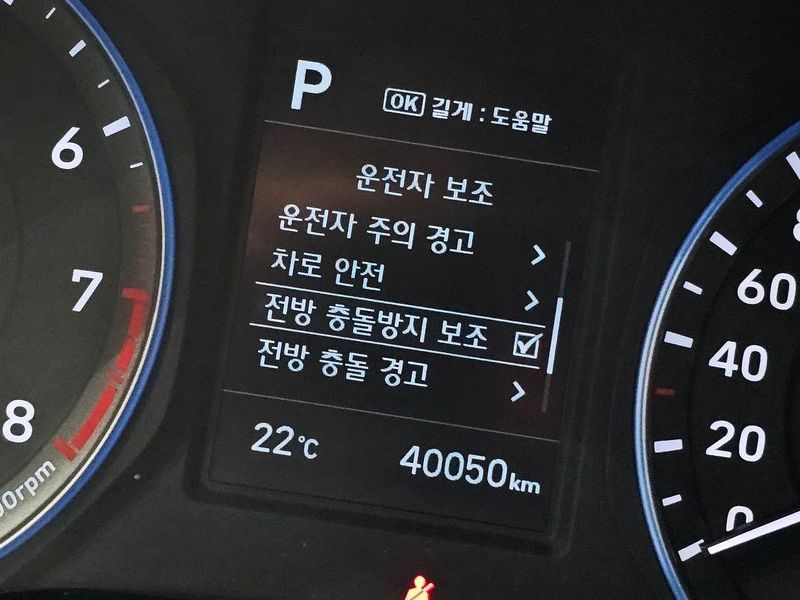 P
OK 길게 : 도움말
운전자 보조
운전자 주의 경고
차로 안전
전방 충돌방지 보조
전방 충돌 경고
22°C 40050km
6
7
8
60
40
20
0